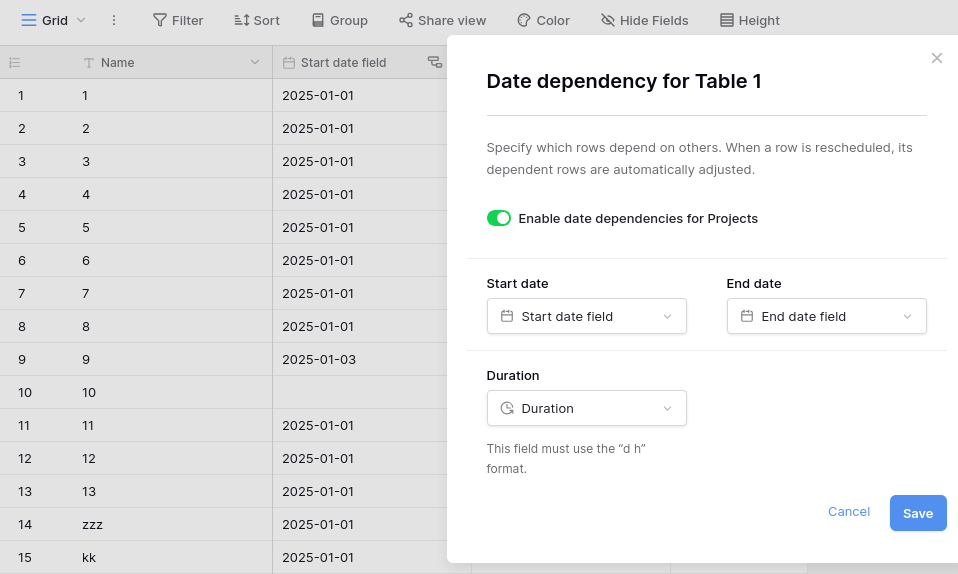 Grid Filter Sort Group Share view Color Hide Fields Height
Name Start date field
1 1 2025-01-01
2 2 2025-01-01
3 3 2025-01-01
4 4 2025-01-01
5 5 2025-01-01
6 6 2025-01-01
7 7 2025-01-01
8 8 2025-01-01
9 9 2025-01-03
10 10
11 11 2025-01-01
12 12 2025-01-01
13 13 2025-01-01
14 zzz 2025-01-01
15 kk 2025-01-01
Date dependency for Table 1
Specify which rows depend on others. When a row is rescheduled, its
dependent rows are automatically adjusted.
Enable date dependencies for Projects
Start date End date
Start date field End date field
Duration
Duration
This field must use the “d h”
format.
Cancel Save